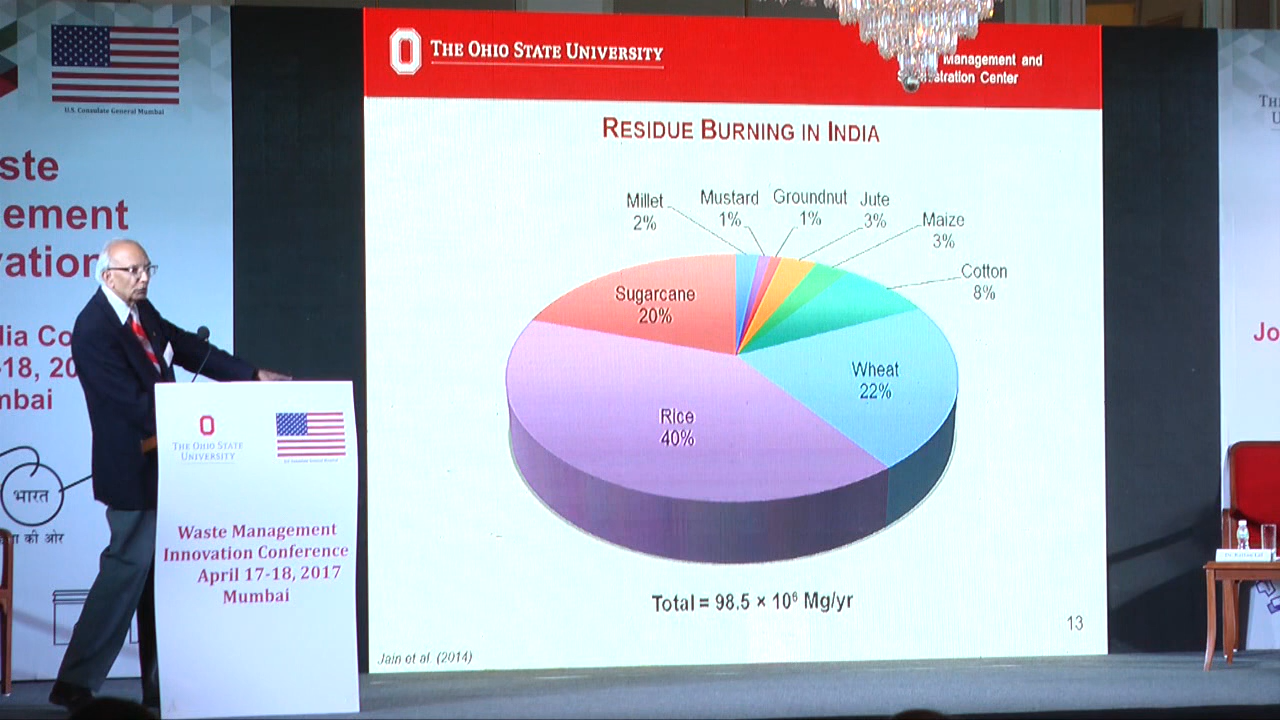 U.S. Consulate General Mumbai
ste
ement
vation
dia Co
-18, 20
mbai
भारत
की ओर
THE OHIO STATE UNIVERSITY
Management and
stration Center
RESIDUE BURNING IN INDIA
Millet
2%
Mustard
1%
Groundnut
1%
Jute
3%
Maize
3%
Cotton
8%
Sugarcane
20%
Wheat
22%
Rice
40%
Total = 98.5 × 10⁶ Mg/yr
13
Jain et al. (2014)
THE OHIO STATE
UNIVERSITY
Waste Management
Innovation Conference
April 17-18, 2017
Mumbai
TH
U
Jo